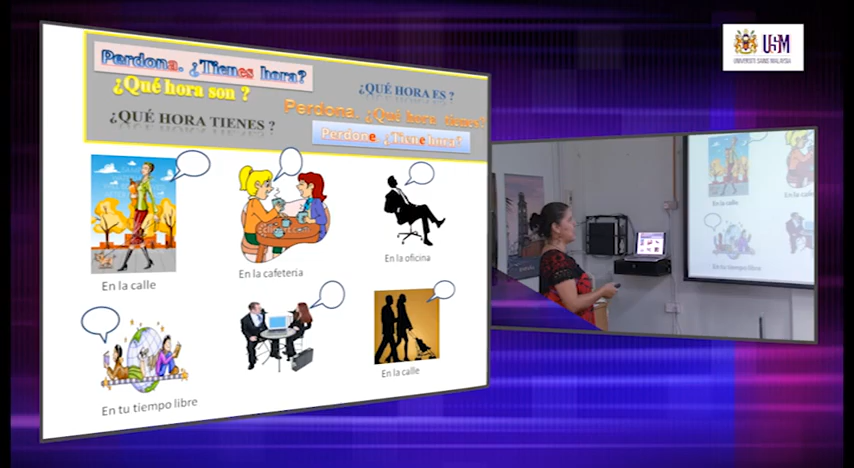 USM
UNIVERSITI SAINS MALAYSIA
Perdona. ¿Tienes hora?
¿Qué hora son ?
¿QUÉ HORA ES ?
Perdona. ¿Qué hora tienes?
¿QUÉ HORA TIENES ?
Perdone. ¿Tiene hora?
En la calle
En la cafeteria
En la oficina
En tu tiempo libre
En la calle
En la calle
En la cafe
En tu tiempo libre